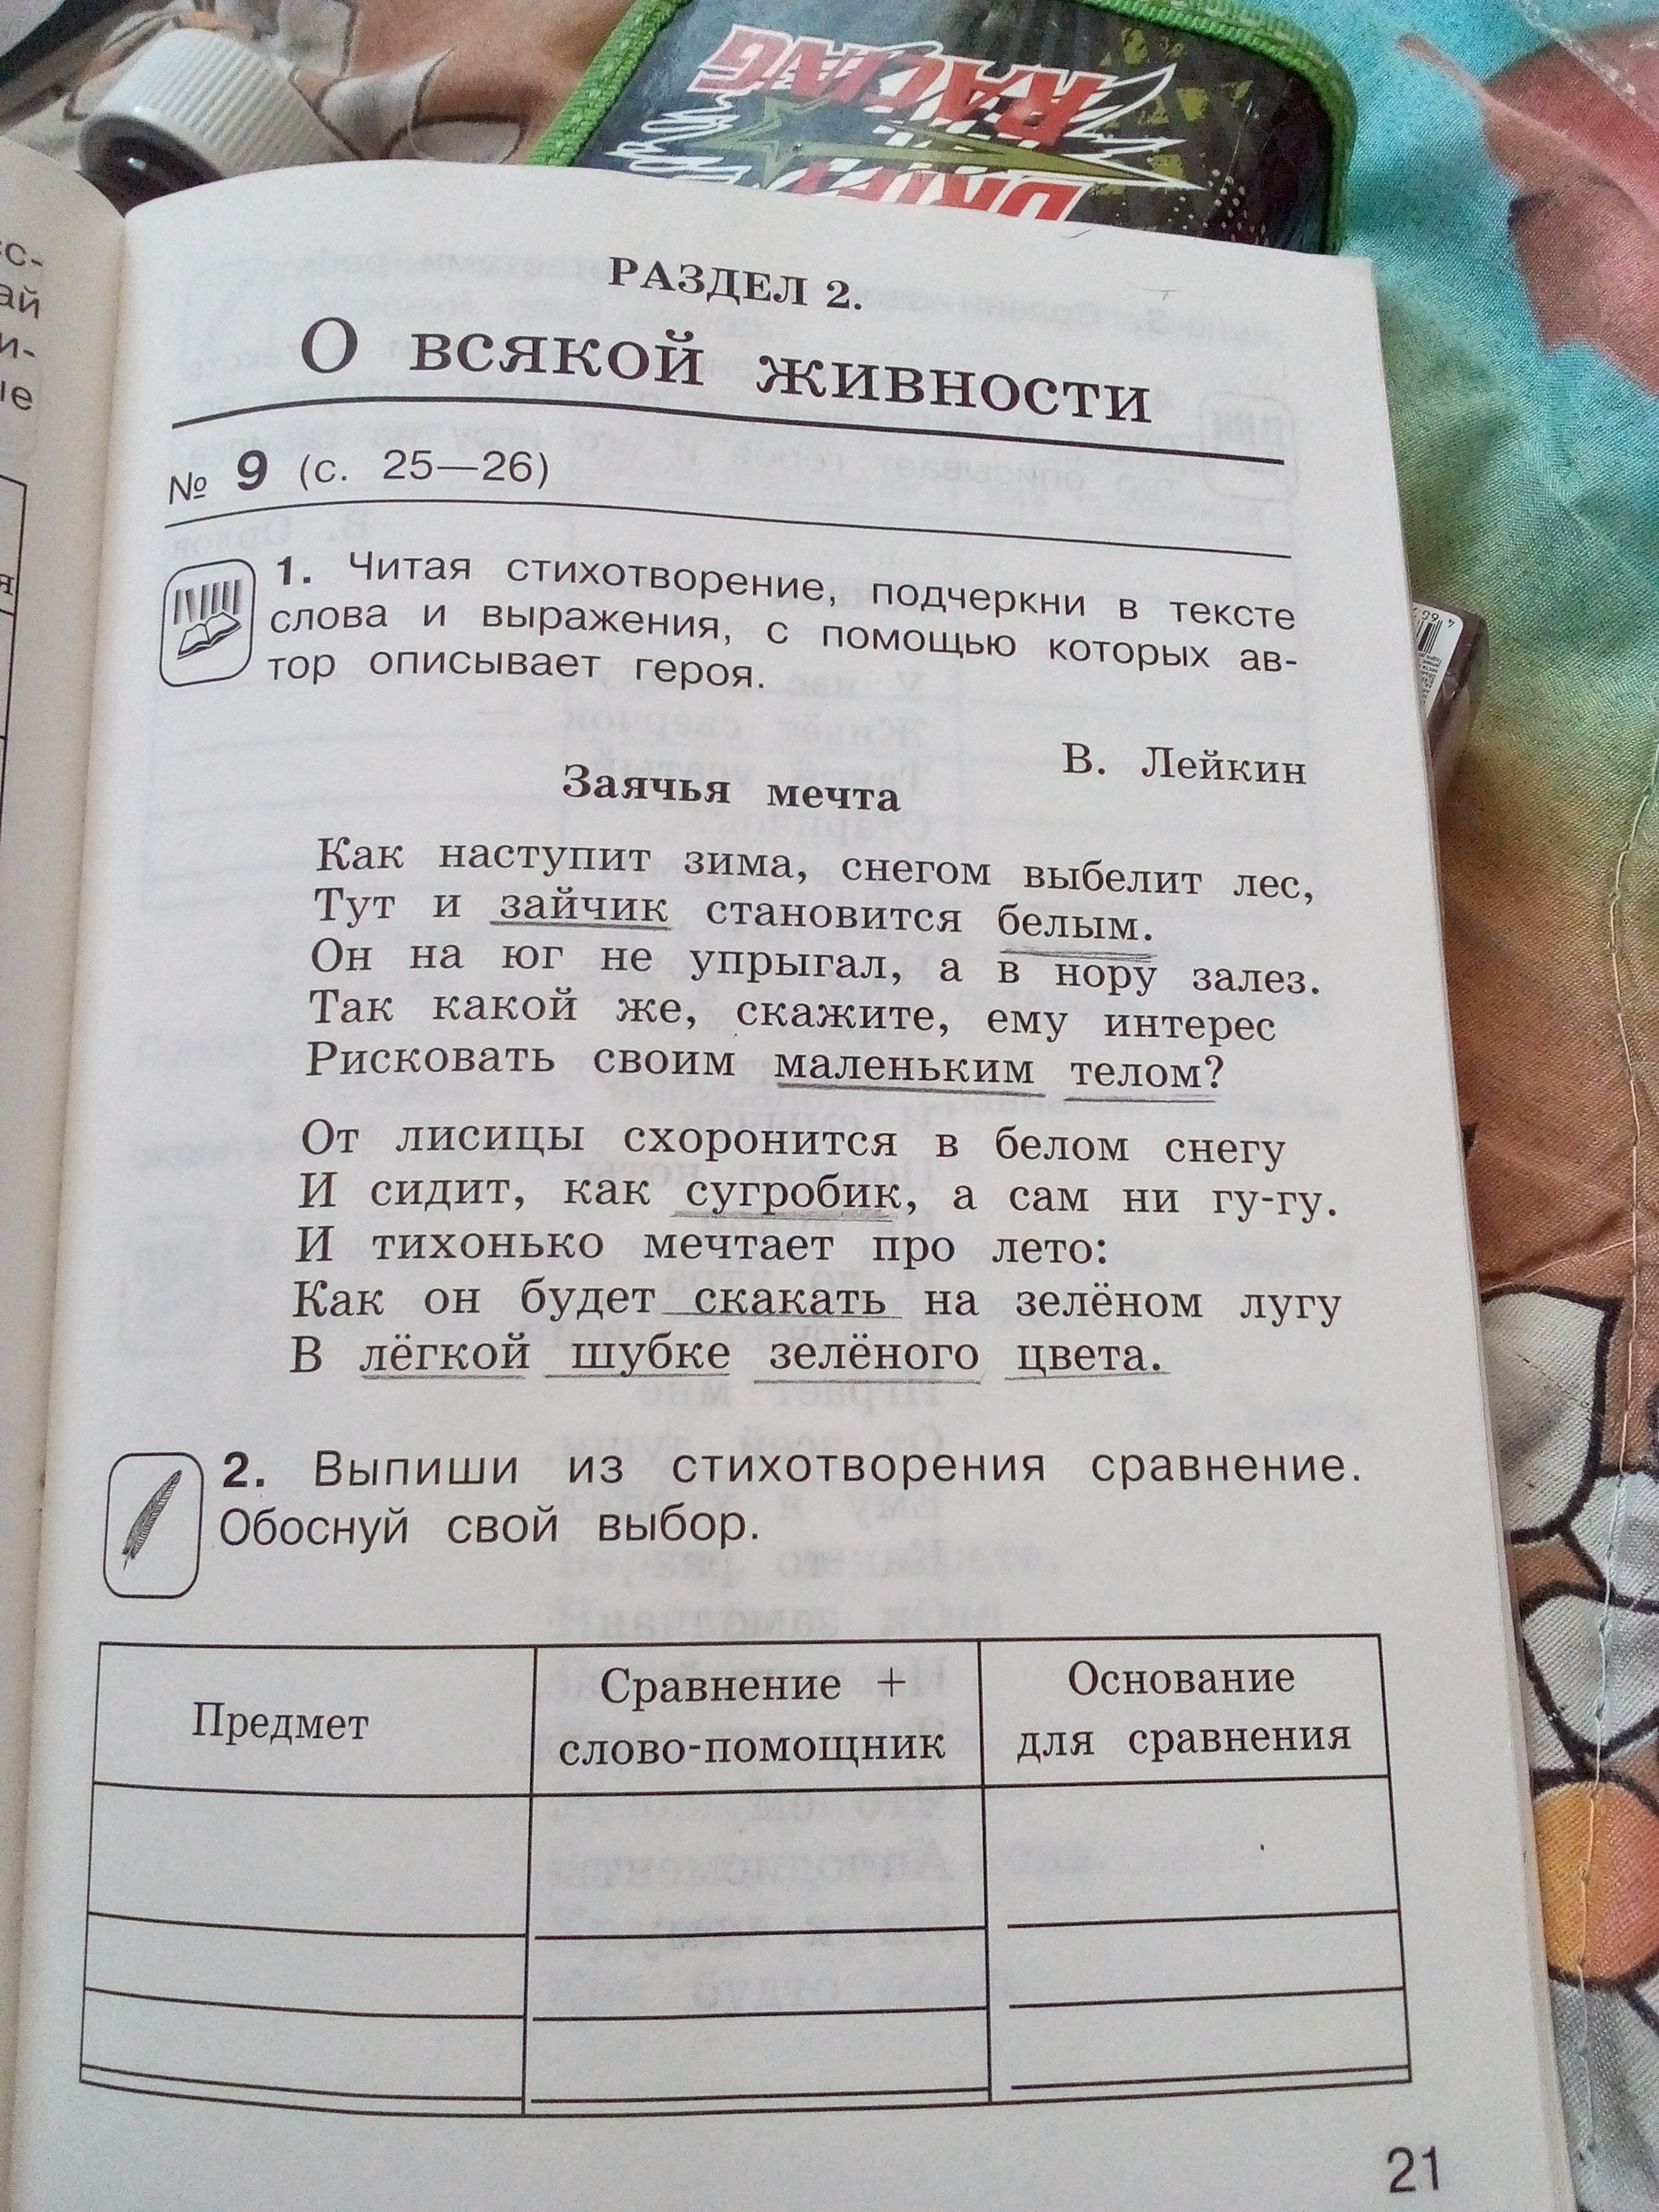 DRIFT
RACING
РАЗДЕЛ 2.
О ВСЯКОЙ ЖИВНОСТИ
№ 9 (с. 25—26)
1. Читая стихотворение, подчеркни в тексте
слова и выражения, с помощью которых ав-
тор описывает героя.
В. Лейкин
Заячья мечта
Как наступит зима, снегом выбелит лес,
Тут и зайчик становится белым.
Он на юг не упрыгал, а в нору залез.
Так какой же, скажите, ему интерес
Рисковать своим маленьким телом?
От лисицы схоронится в белом снегу
И сидит, как сугробик, а сам ни гу-гу.
И тихонько мечтает про лето:
Как он будет скакать на зелёном лугу
В лёгкой шубке зелёного цвета.
2. Выпиши из стихотворения сравнение.
Обоснуй свой выбор.
Предмет
Сравнение +
слово-помощник
Основание
для сравнения
21